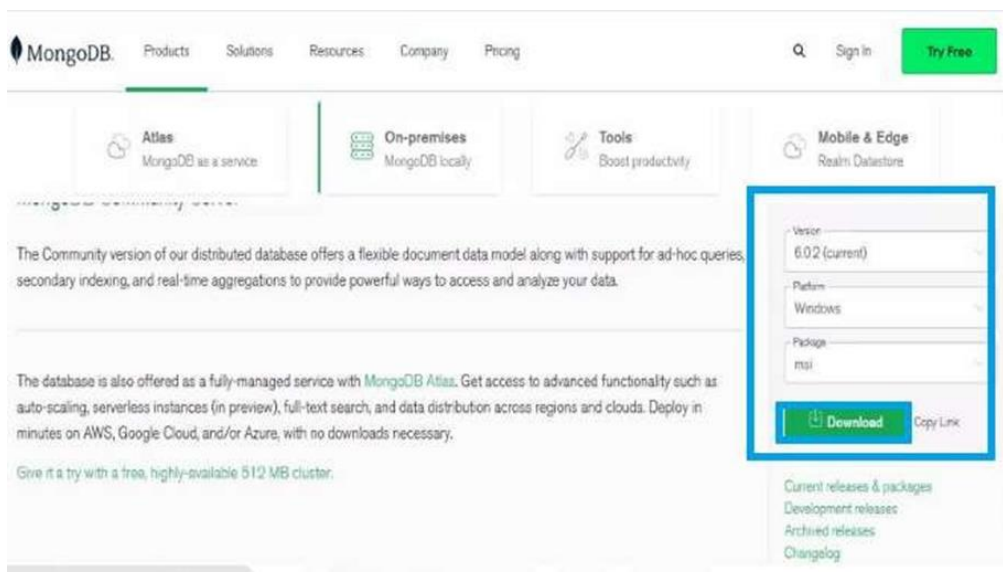 MongoDB.
Products Solutions Resources Company Pricing
Sign In
Try Free
Atlas
MongoDB as a service
On-premises
MongoDB locally
Tools
Boost productivity
Mobile & Edge
Realm Datastore
MongoDB Community Server
The Community version of our distributed database offers a flexible document data model along with support for ad-hoc queries,
secondary indexing, and real-time aggregations to provide powerful ways to access and analyze your data.
The database is also offered as a fully-managed service with MongoDB Atlas. Get access to advanced functionality such as
auto-scaling, serverless instances (in preview), full-text search, and data distribution across regions and clouds. Deploy in
minutes on AWS, Google Cloud, and/or Azure, with no downloads necessary.
Give it a try with a free, highly-available 512 MB cluster.
Version
6.0.2 (current)
Platform
Windows
Package
msi
Download
Copy Link
Current releases & packages
Development releases
Archived releases
Changelog